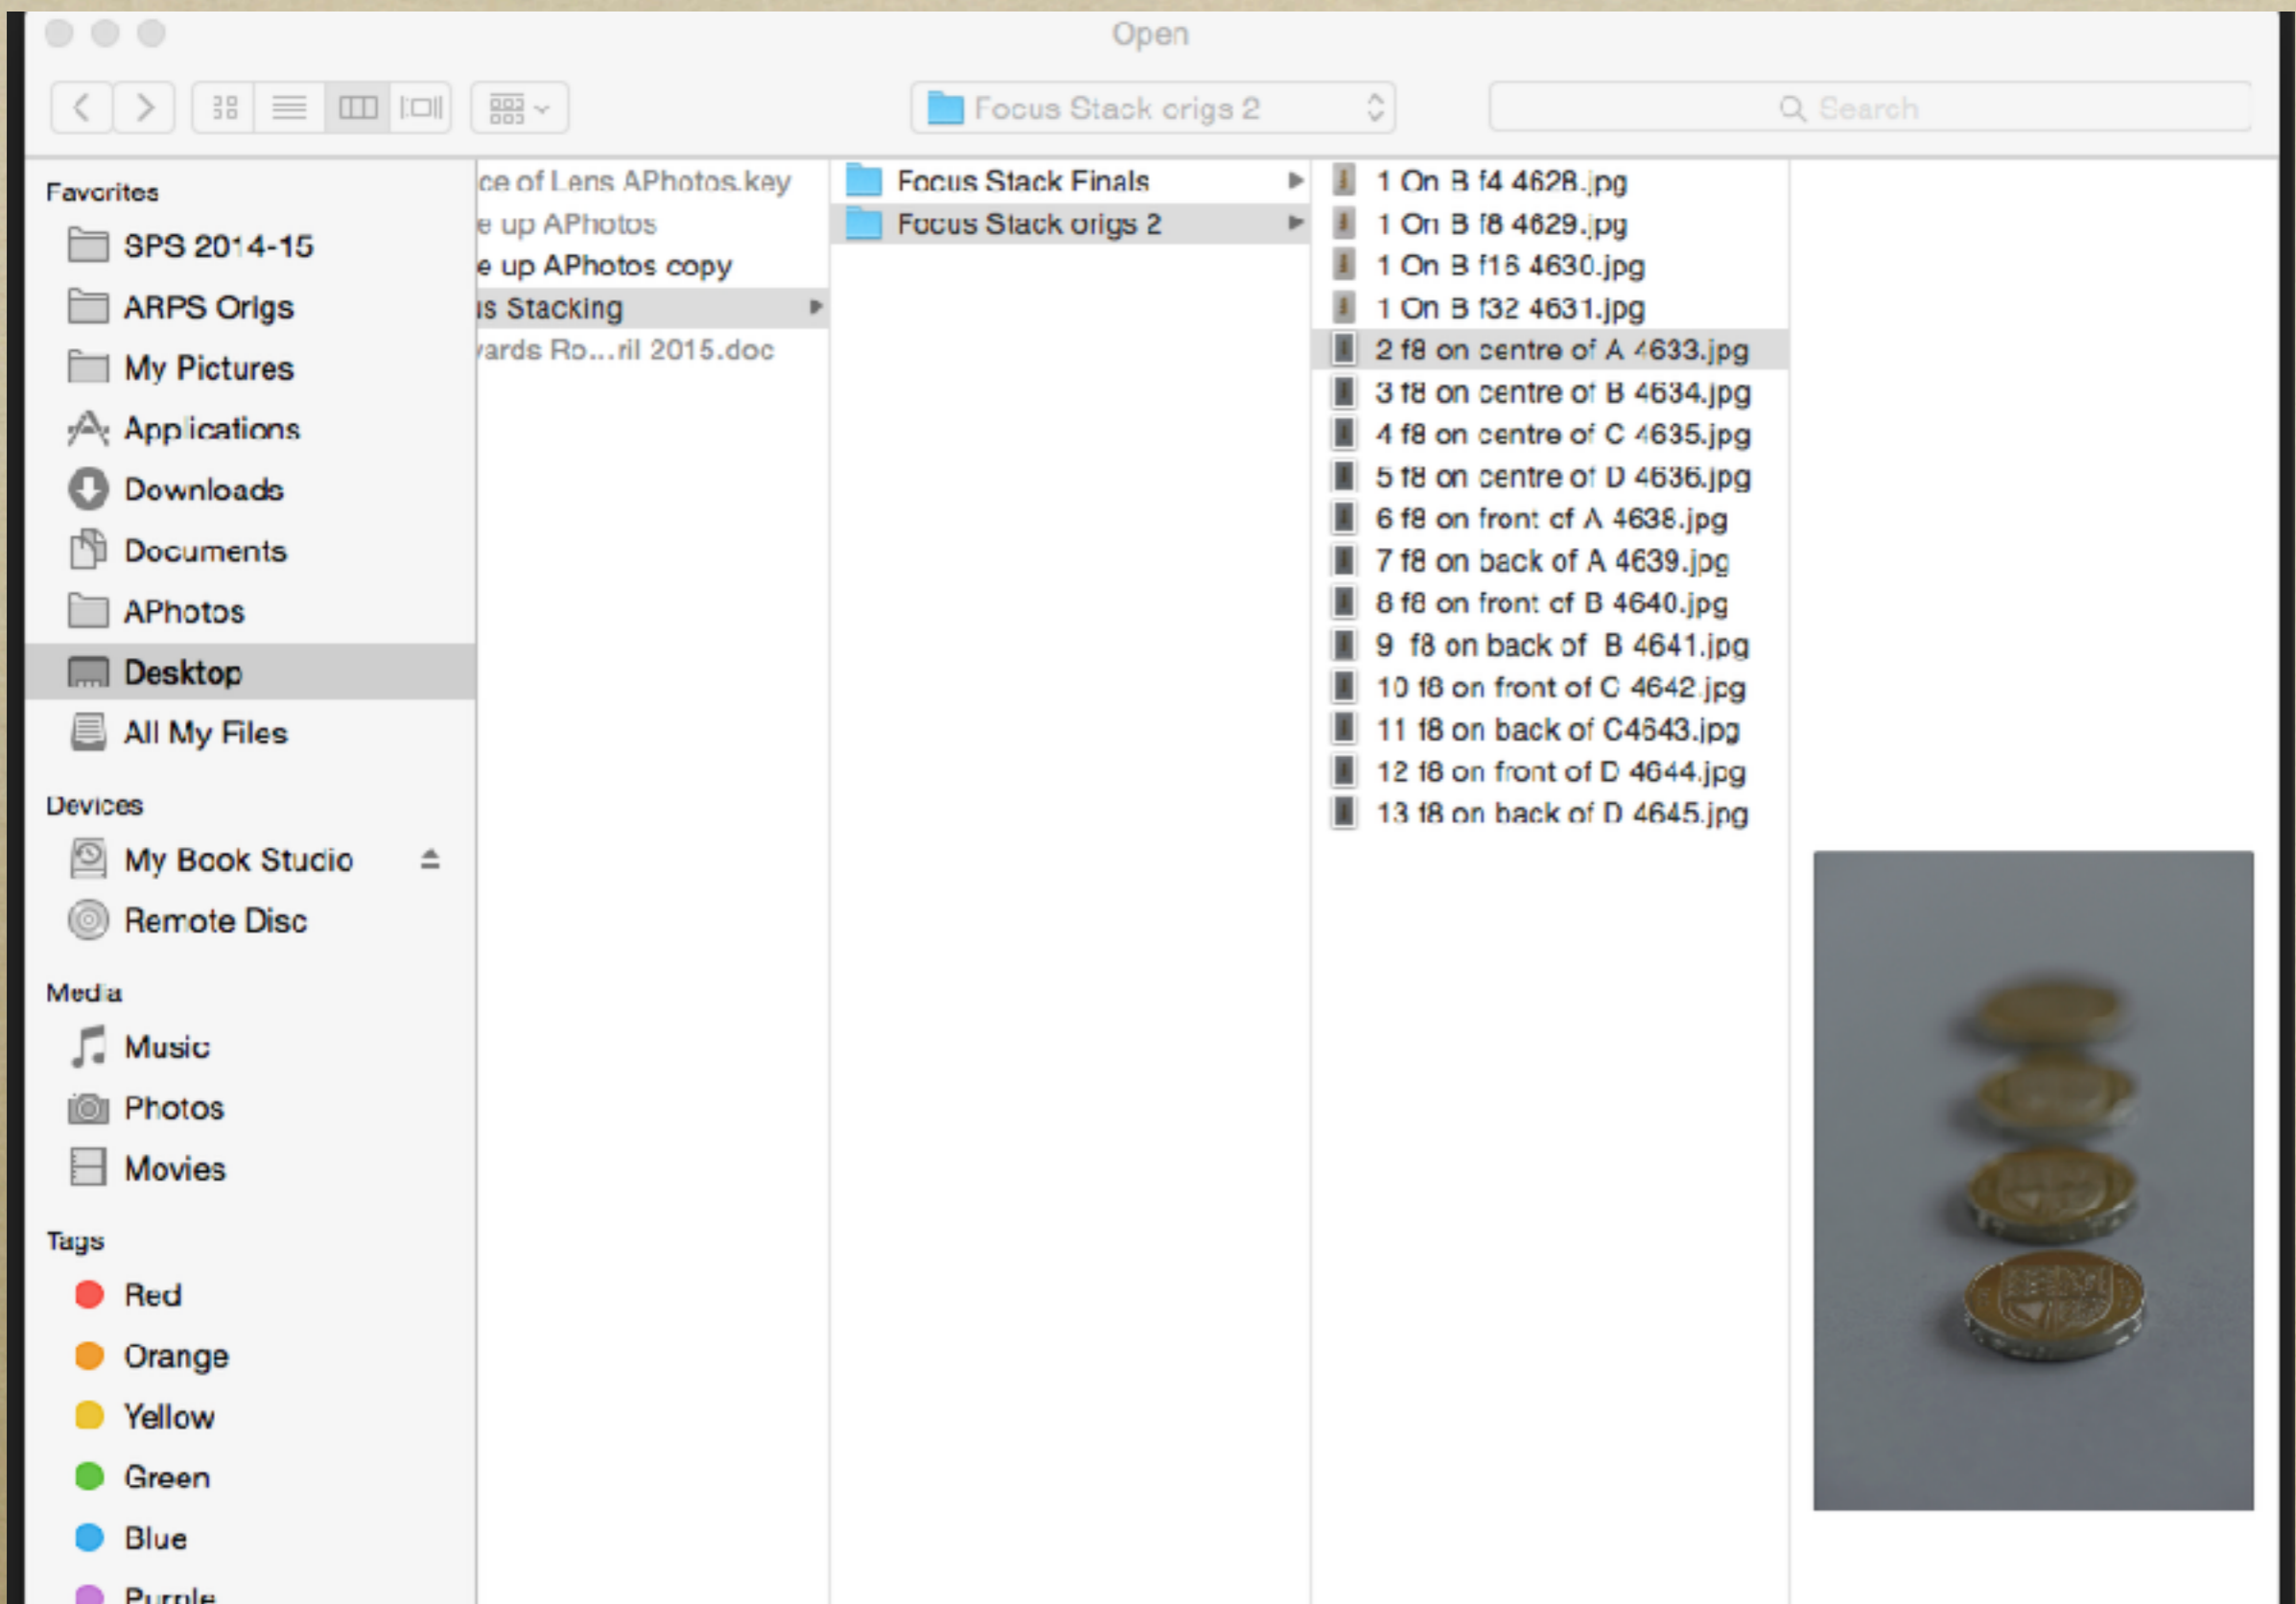 Open
Focus Stack origs 2
Search
Favorites
SPS 2014-15
ARPS Origs
My Pictures
Applications
Downloads
Documents
APhotos
Desktop
All My Files
Devices
My Book Studio
Remote Disc
Media
Music
Photos
Movies
Tags
Red
Orange
Yellow
Green
Blue
Purple
ce of Lens APhotos.key
e up APhotos
e up APhotos copy
us Stacking
vards Ro...ril 2015.doc
Focus Stack Finals
Focus Stack origs 2
1 On B f4 4628.jpg
1 On B f8 4629.jpg
1 On B f16 4630.jpg
1 On B f32 4631.jpg
2 f8 on centre of A 4633.jpg
3 f8 on centre of B 4634.jpg
4 f8 on centre of C 4635.jpg
5 f8 on centre of D 4636.jpg
6 f8 on front of A 4638.jpg
7 f8 on back of A 4639.jpg
8 f8 on front of B 4640.jpg
9  f8 on back of  B 4641.jpg
10 f8 on front of C 4642.jpg
11 f8 on back of C4643.jpg
12 f8 on front of D 4644.jpg
13 f8 on back of D 4645.jpg